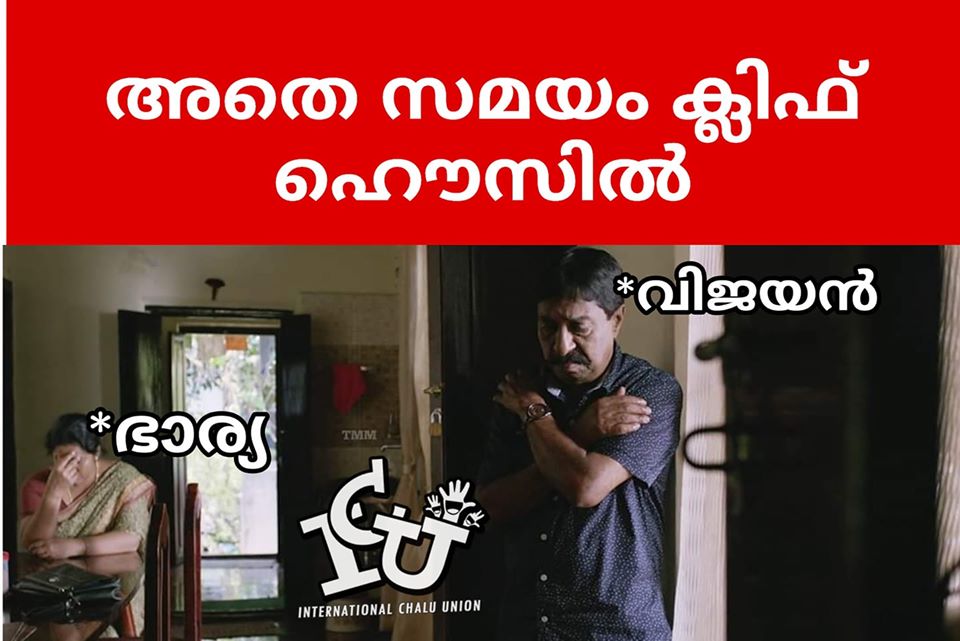 അതെ സമയം ക്ലിഫ്
ഹൌസിൽ
*വിജയൻ
*ഭാര്യ
TMM
ICU
INTERNATIONAL CHALU UNION